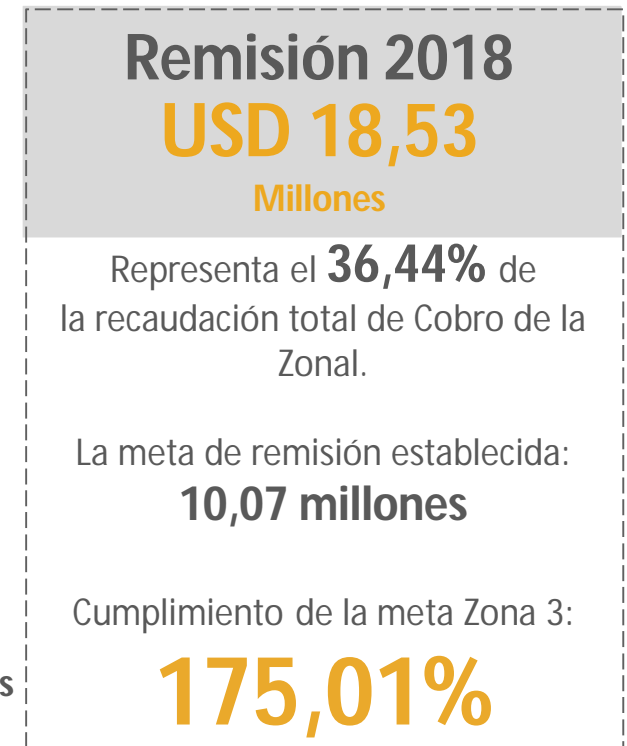 Remisión 2018
USD 18,53
Millones
Representa el 36,44% de
la recaudación total de Cobro de la
Zonal.
La meta de remisión establecida:
10,07 millones
Cumplimiento de la meta Zona 3:
s
175,01%